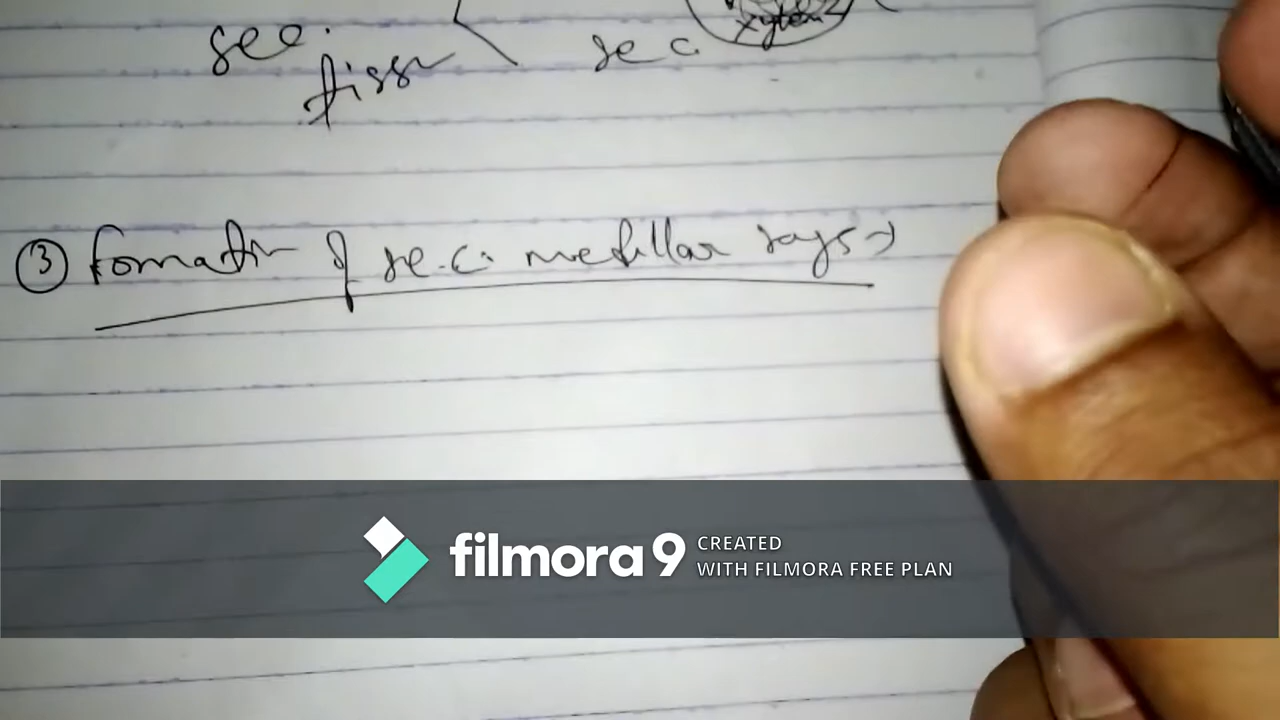 sec.
tissu
sec.
xylem
③ Formation of sec. medullar rays →
filmora 9 CREATED
WITH FILMORA FREE PLAN